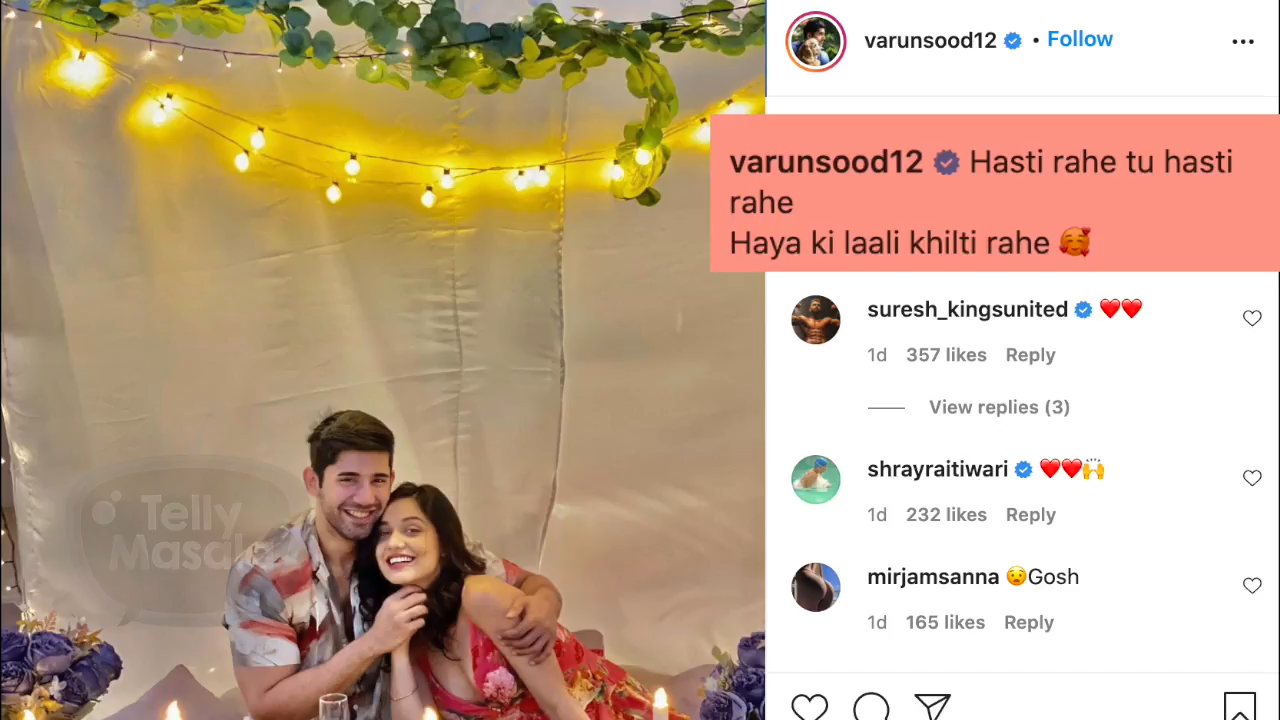 varunsood12 • Follow
varunsood12 Hasti rahe tu hasti
rahe
Haya ki laali khilti rahe 🥰
suresh_kingsunited ❤️❤️
1d 357 likes Reply
View replies (3)
shrayraitiwari ❤️❤️🙌
1d 232 likes Reply
mirjamsanna 😧Gosh
1d 165 likes Reply
Telly
Masala